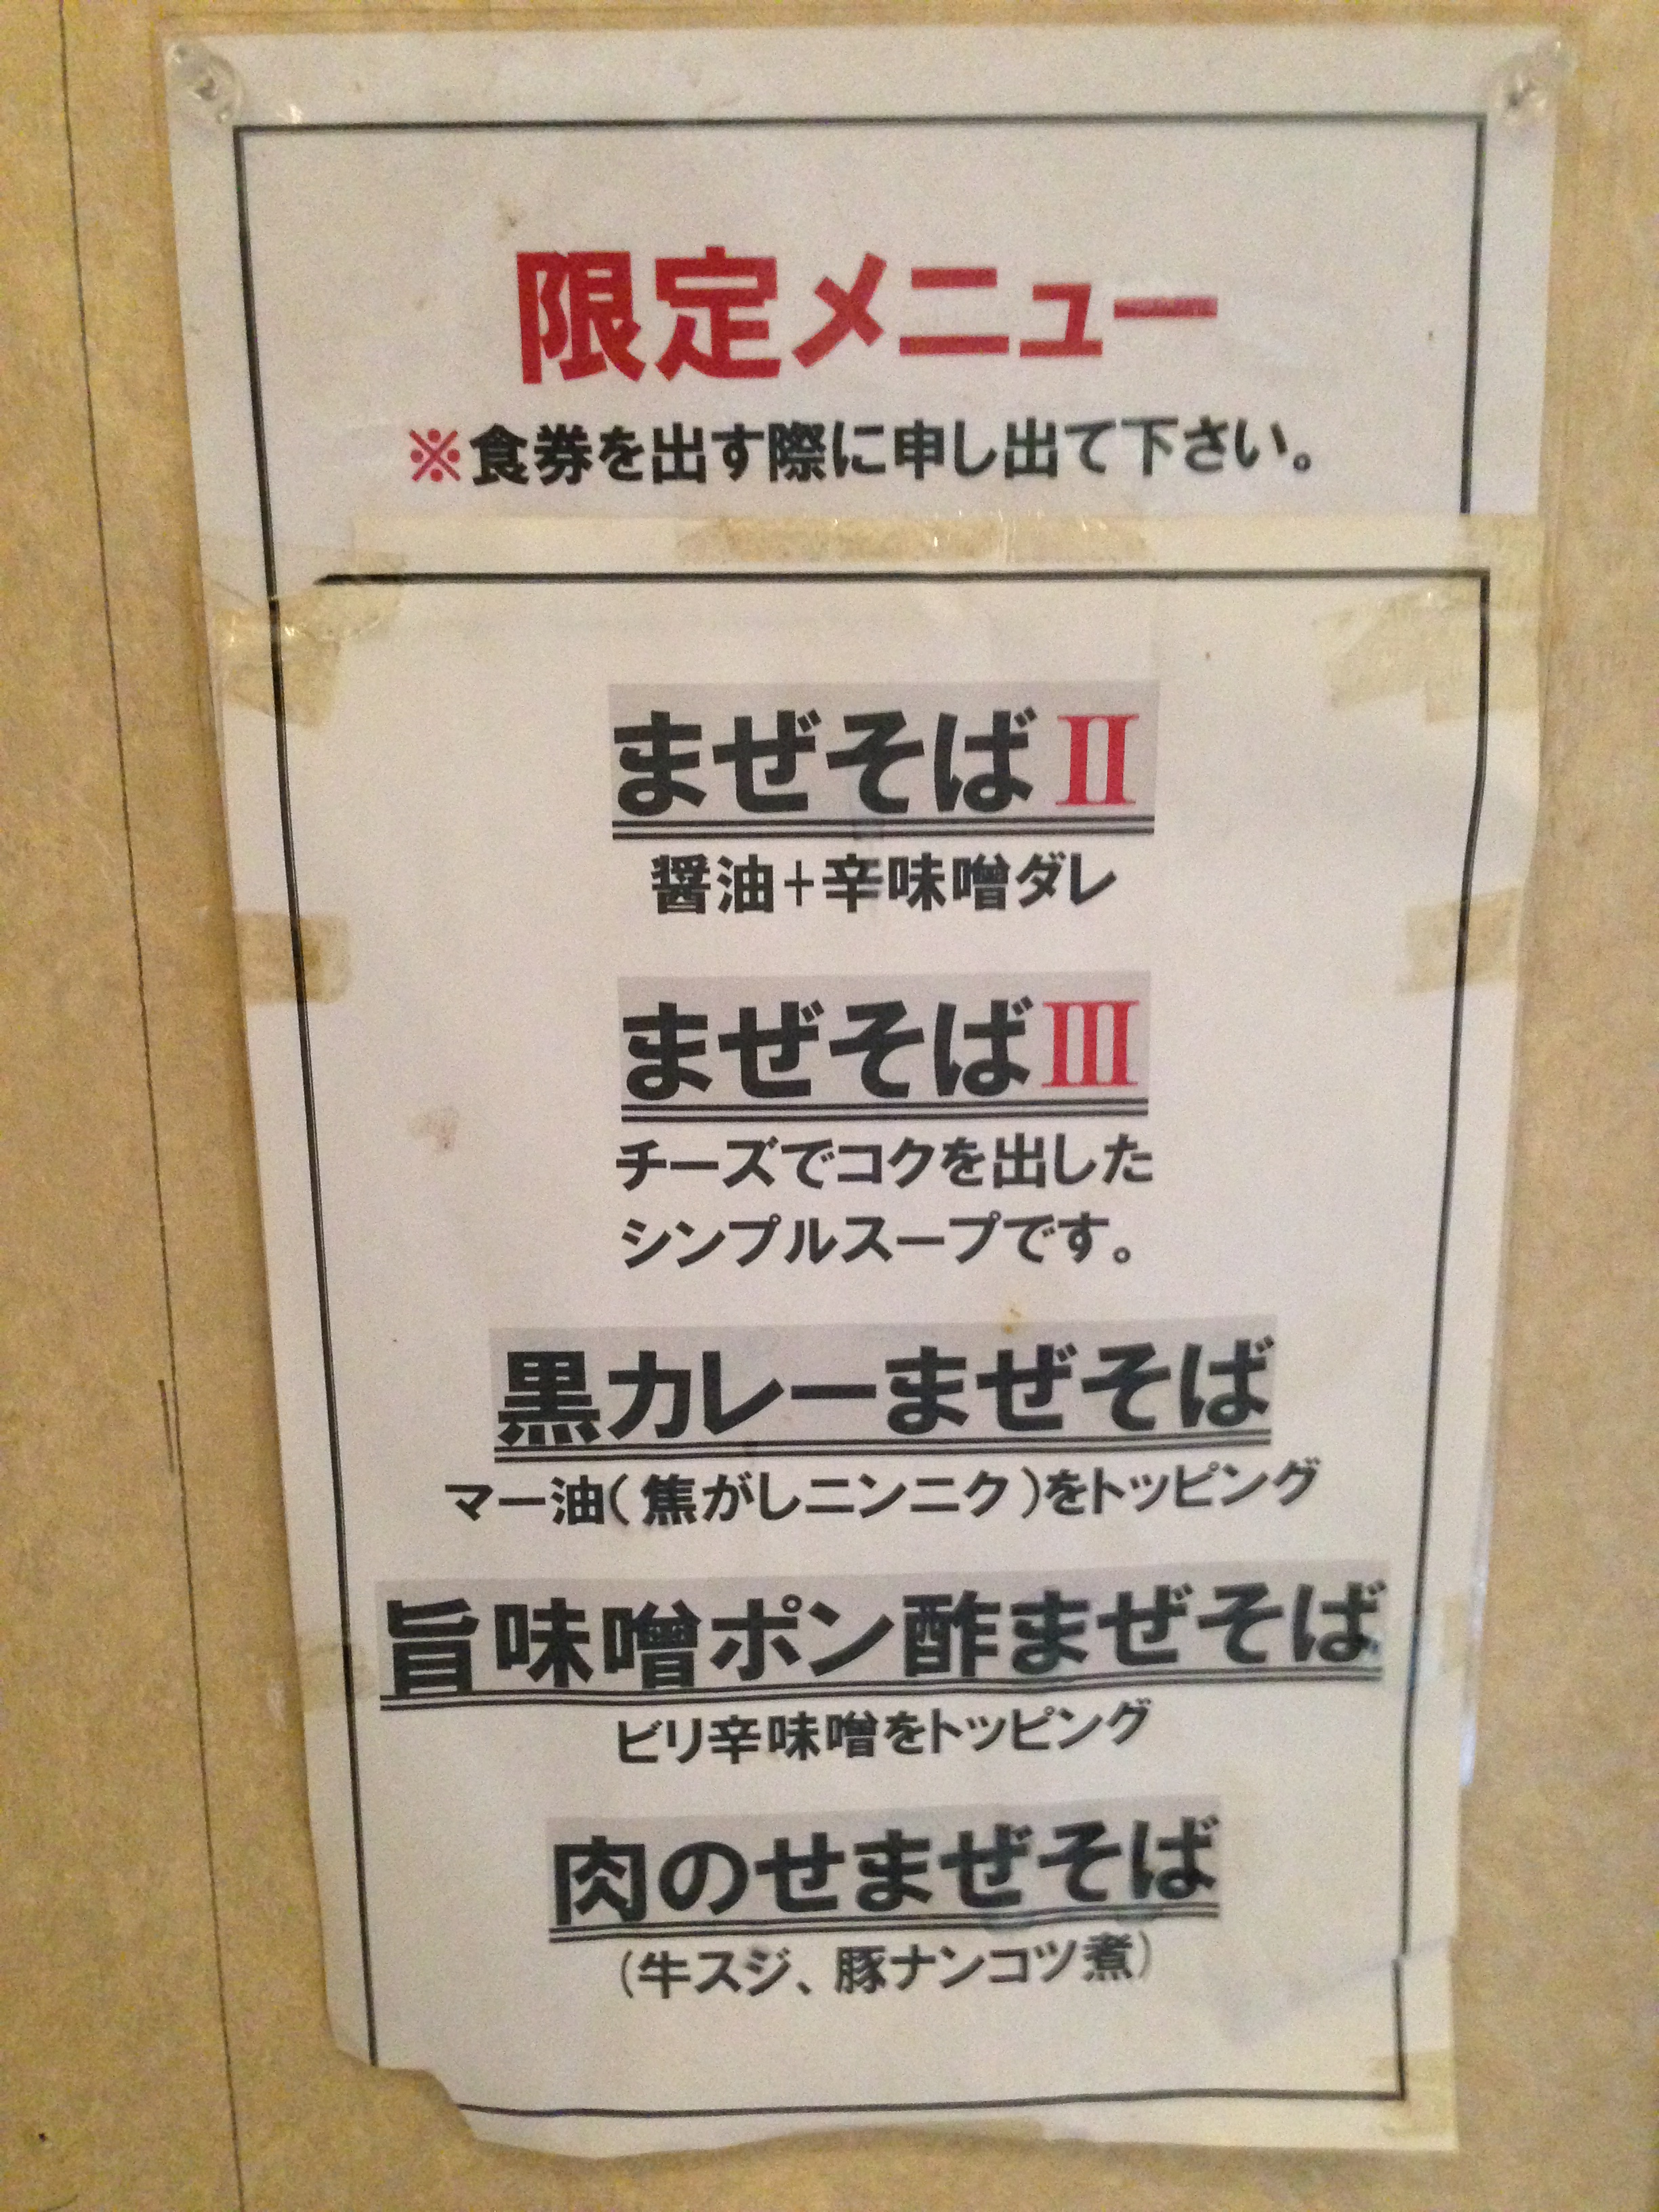 限定メニュー
※食券を出す際に申し出て下さい。
まぜそばⅡ
醤油+辛味噌ダレ
まぜそばⅢ
チーズでコクを出した
シンプルスープです。
黒カレーまぜそば
マー油(焦がしニンニク)をトッピング
旨味噌ポン酢まぜそば
ピリ辛味噌をトッピング
肉のせまぜそば
(牛スジ、豚ナンコツ煮)